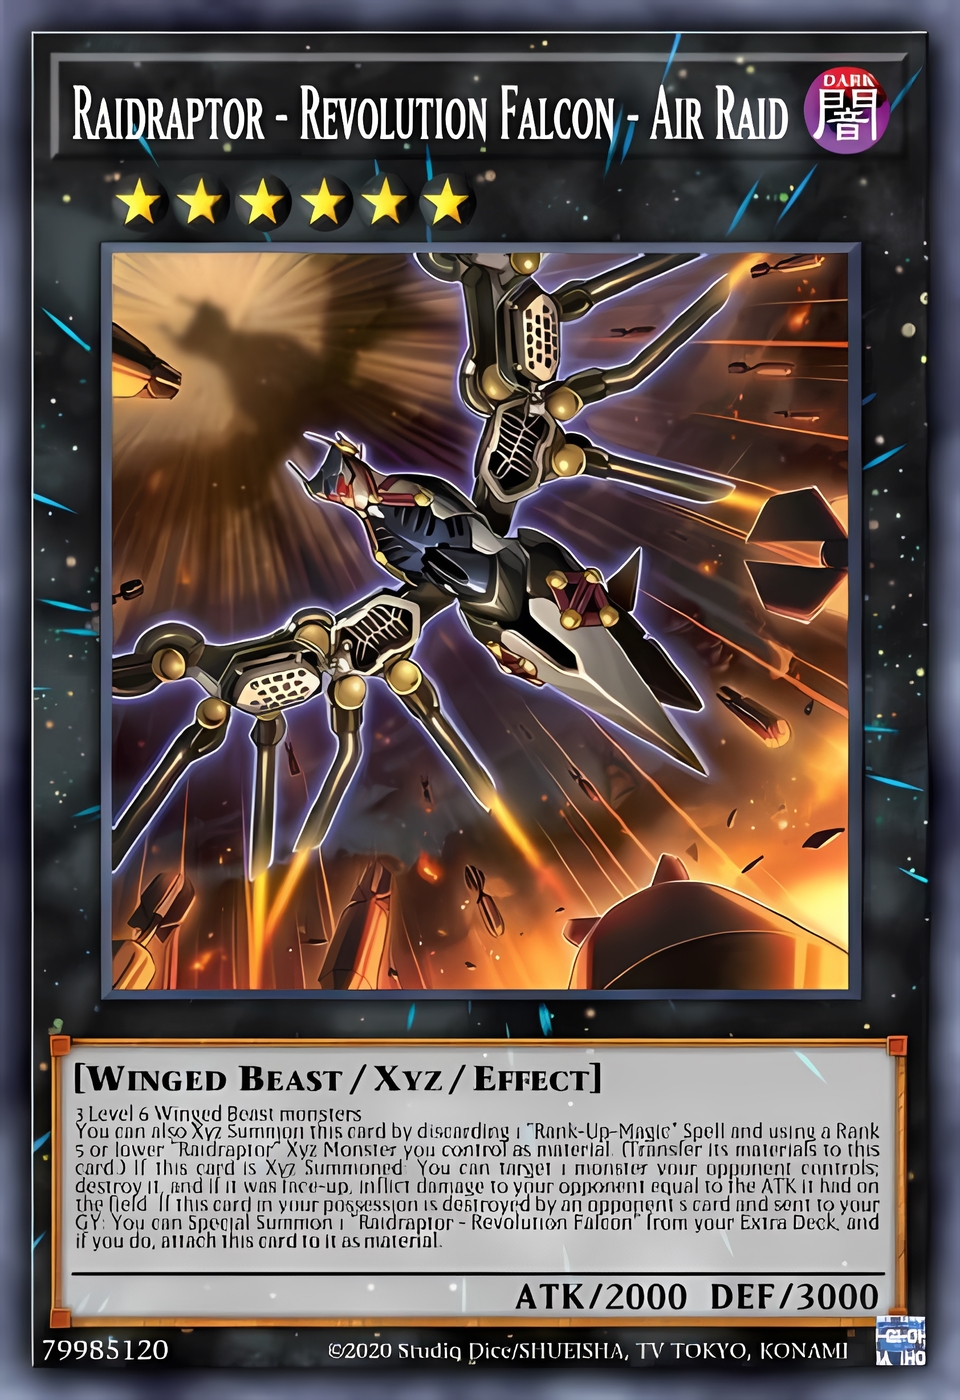 Raidraptor - Revolution Falcon - Air Raid
DARK
闇
[Winged Beast / Xyz / Effect]
3 Level 6 Winged Beast monsters
You can also Xyz Summon this card by discarding 1 "Rank-Up-Magic" Spell and using a Rank
5 or lower "Raidraptor" Xyz Monster you control as material. (Transfer its materials to this
card.) If this card is Xyz Summoned: You can target 1 monster your opponent controls;
destroy it, and if it was face-up, inflict damage to your opponent equal to the ATK it had on
the field. If this card in your possession is destroyed by an opponent's card and sent to your
GY: You can Special Summon 1 "Raidraptor - Revolution Falcon" from your Extra Deck, and
if you do, attach this card to it as material.
ATK/2000 DEF/3000
79985120
©2020 Studio Dice/SHUEISHA, TV TOKYO, KONAMI